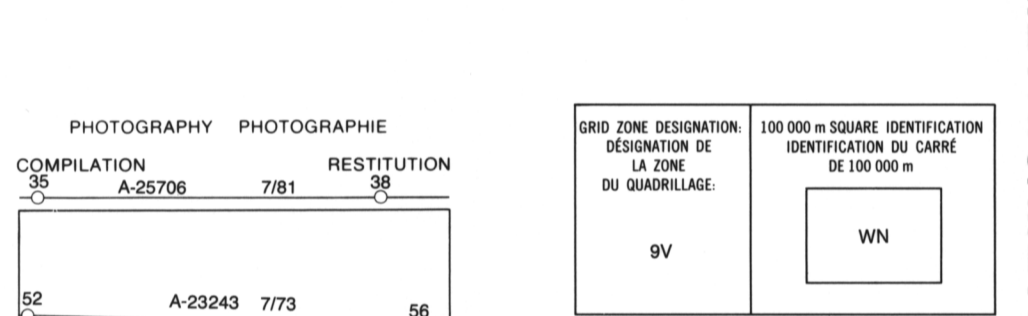 PHOTOGRAPHY PHOTOGRAPHIE
COMPILATION RESTITUTION
35 A-25706 7/81 38
52 A-23243 7/73 56
GRID ZONE DESIGNATION:
DÉSIGNATION DE
LA ZONE
DU QUADRILLAGE:
9V
100 000 m SQUARE IDENTIFICATION
IDENTIFICATION DU CARRÉ
DE 100 000 m
WN